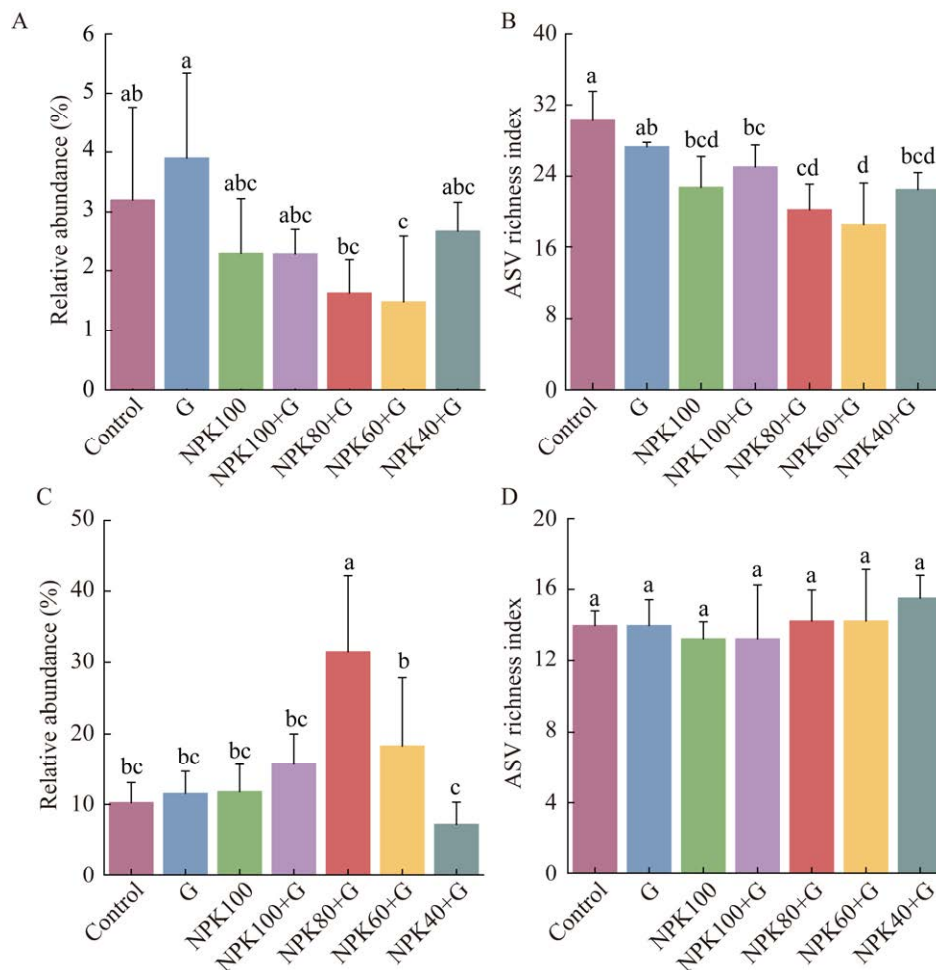 A
Relative abundance (%)
6
5
4
3
2
1
0
ab
a
abc
abc
bc
c
abc
Control
G
NPK100
NPK100+G
NPK80+G
NPK60+G
NPK40+G
B
ASV richness index
40
32
24
16
8
0
a
ab
bcd
bc
cd
d
bcd
Control
G
NPK100
NPK100+G
NPK80+G
NPK60+G
NPK40+G
C
Relative abundance (%)
50
40
30
20
10
0
bc
bc
bc
bc
a
b
c
Control
G
NPK100
NPK100+G
NPK80+G
NPK60+G
NPK40+G
D
ASV richness index
20
16
12
8
4
0
a
a
a
a
a
a
a
Control
G
NPK100
NPK100+G
NPK80+G
NPK60+G
NPK40+G